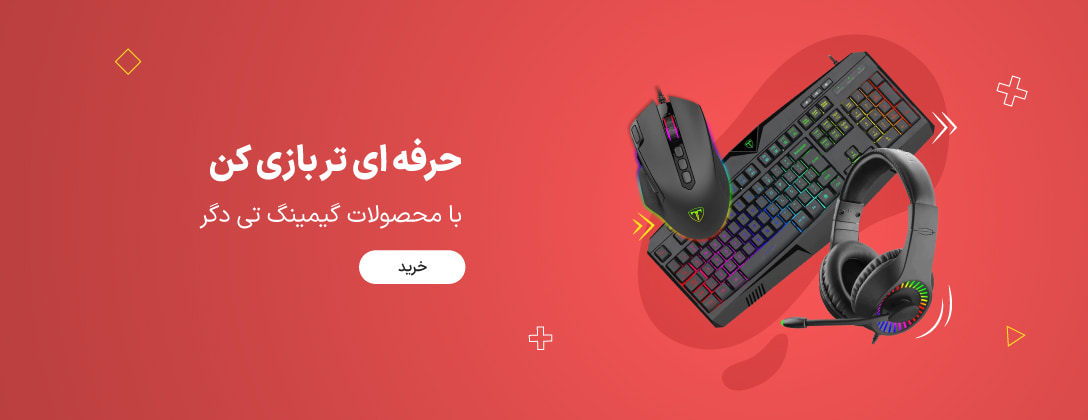 حرفه ای تر بازی کن
با محصولات گیمینگ تی دگر
خرید